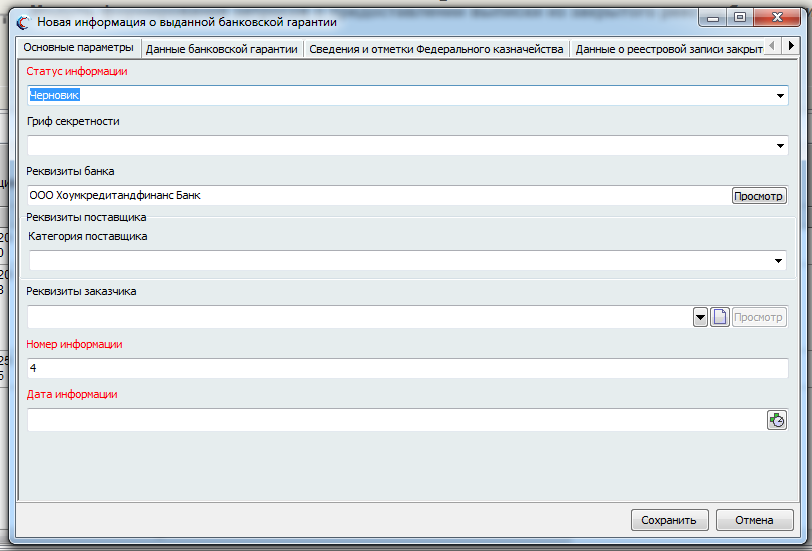 Новая информация о выданной банковской гарантии
Основные параметры Данные банковской гарантии Сведения и отметки Федерального казначейства Данные о реестровой записи закрыт
Статус информации
Черновик
Гриф секретности
Реквизиты банка
ООО Хоумкредитандфинанс Банк Просмотр
Реквизиты поставщика
Категория поставщика
Реквизиты заказчика
Просмотр
Номер информации
4
Дата информации
Сохранить Отмена